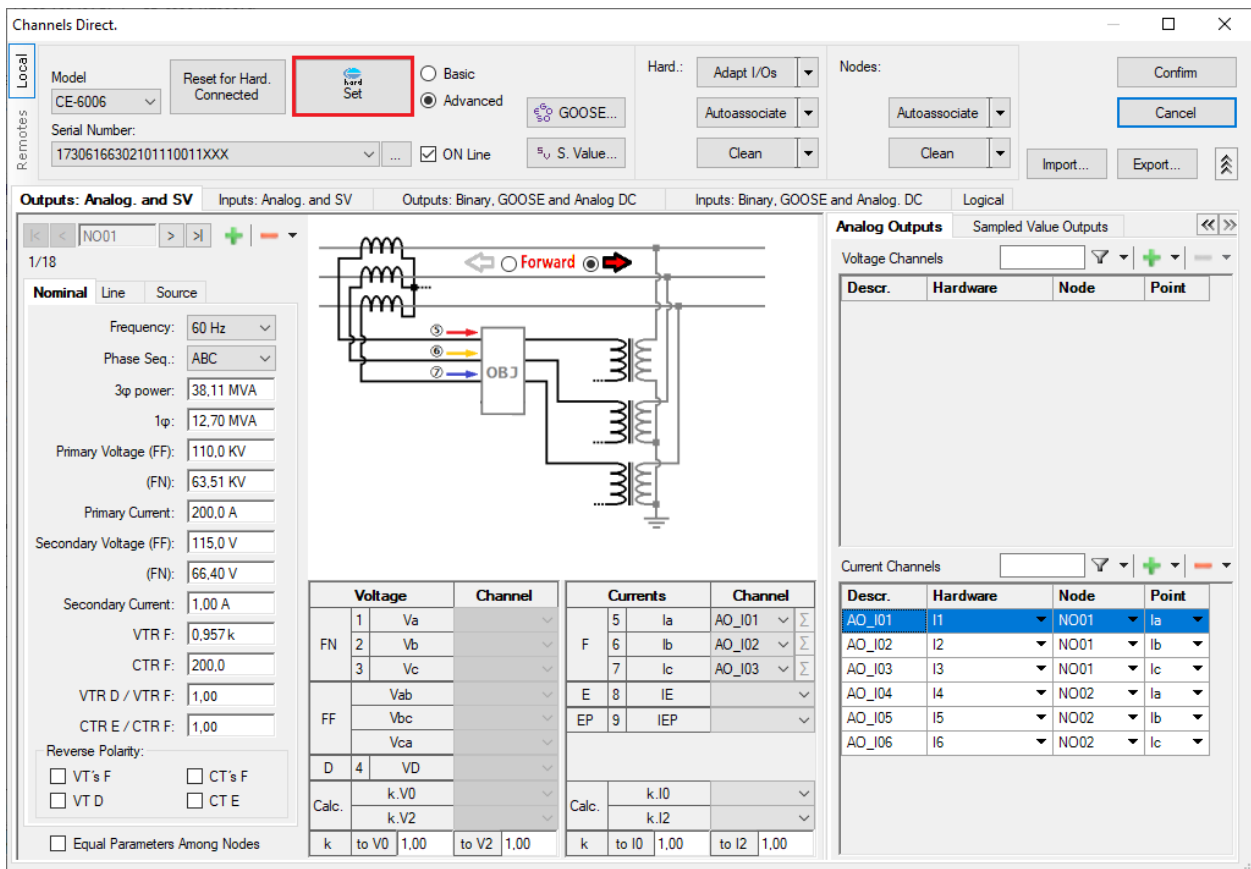 Channels Direct.
Local
Remotes
Model
CE-6006
Reset for Hard. Connected
hard
Set
Basic
Advanced
GOOSE...
Hard.:
Adapt I/Os
Nodes:
Confirm
Autoassociate
Autoassociate
Cancel
Serial Number:
17306166302101110011XXX
...
ON Line
S. Value...
Clean
Clean
Import...
Export...
Outputs: Analog. and SV
Inputs: Analog. and SV
Outputs: Binary, GOOSE and Analog DC
Inputs: Binary, GOOSE and Analog. DC
Logical
NO01
1/18
Nominal Line Source
Frequency: 60 Hz
Phase Seq.: ABC
3φ power: 38,11 MVA
1φ: 12,70 MVA
Primary Voltage (FF): 110,0 KV
(FN): 63,51 KV
Primary Current: 200,0 A
Secondary Voltage (FF): 115,0 V
(FN): 66,40 V
Secondary Current: 1,00 A
VTR F: 0,957 k
CTR F: 200,0
VTR D / VTR F: 1,00
CTR E / CTR F: 1,00
Reverse Polarity:
VT's F CT's F
VT D CT E
Equal Parameters Among Nodes
Forward
5
6
7
OBJ
Voltage Channel
FN 1 Va
2 Vb
3 Vc
FF Vab
Vbc
Vca
D 4 VD
Calc. k.V0
k.V2
k to V0 1,00 to V2 1,00
Currents Channel
F 5 Ia AO_I01 Σ
6 Ib AO_I02 Σ
7 Ic AO_I03 Σ
E 8 IE
EP 9 IEP
Calc. k.I0
k.I2
k to I0 1,00 to I2 1,00
Analog Outputs Sampled Value Outputs
Voltage Channels
Descr. Hardware Node Point
Current Channels
Descr. Hardware Node Point
AO_I01 I1 NO01 Ia
AO_I02 I2 NO01 Ib
AO_I03 I3 NO01 Ic
AO_I04 I4 NO02 Ia
AO_I05 I5 NO02 Ib
AO_I06 I6 NO02 Ic